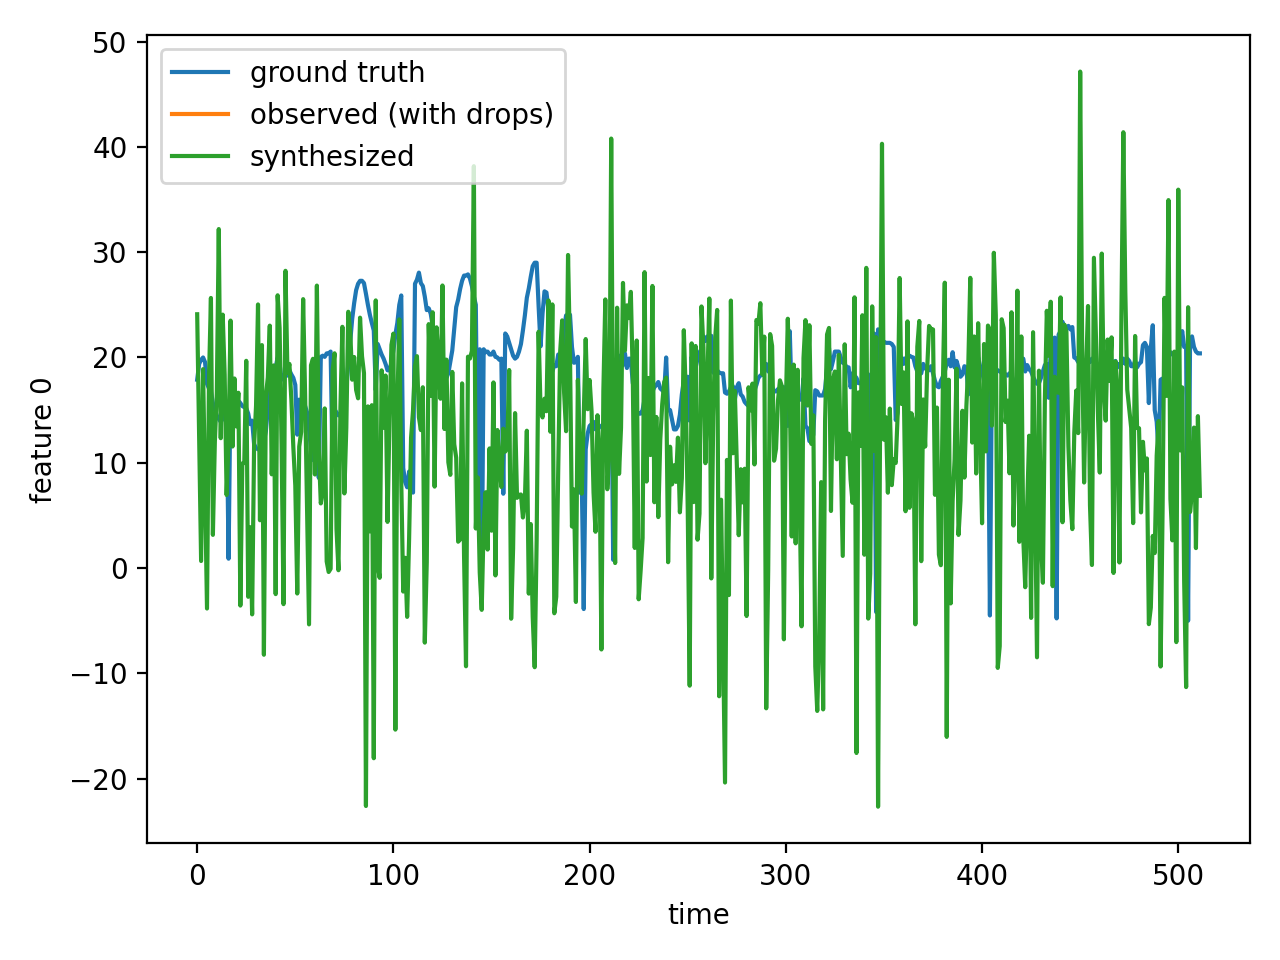 50
40
30
20
10
0
−10
−20
feature 0
ground truth
observed (with drops)
synthesized
0
100
200
300
400
500
time